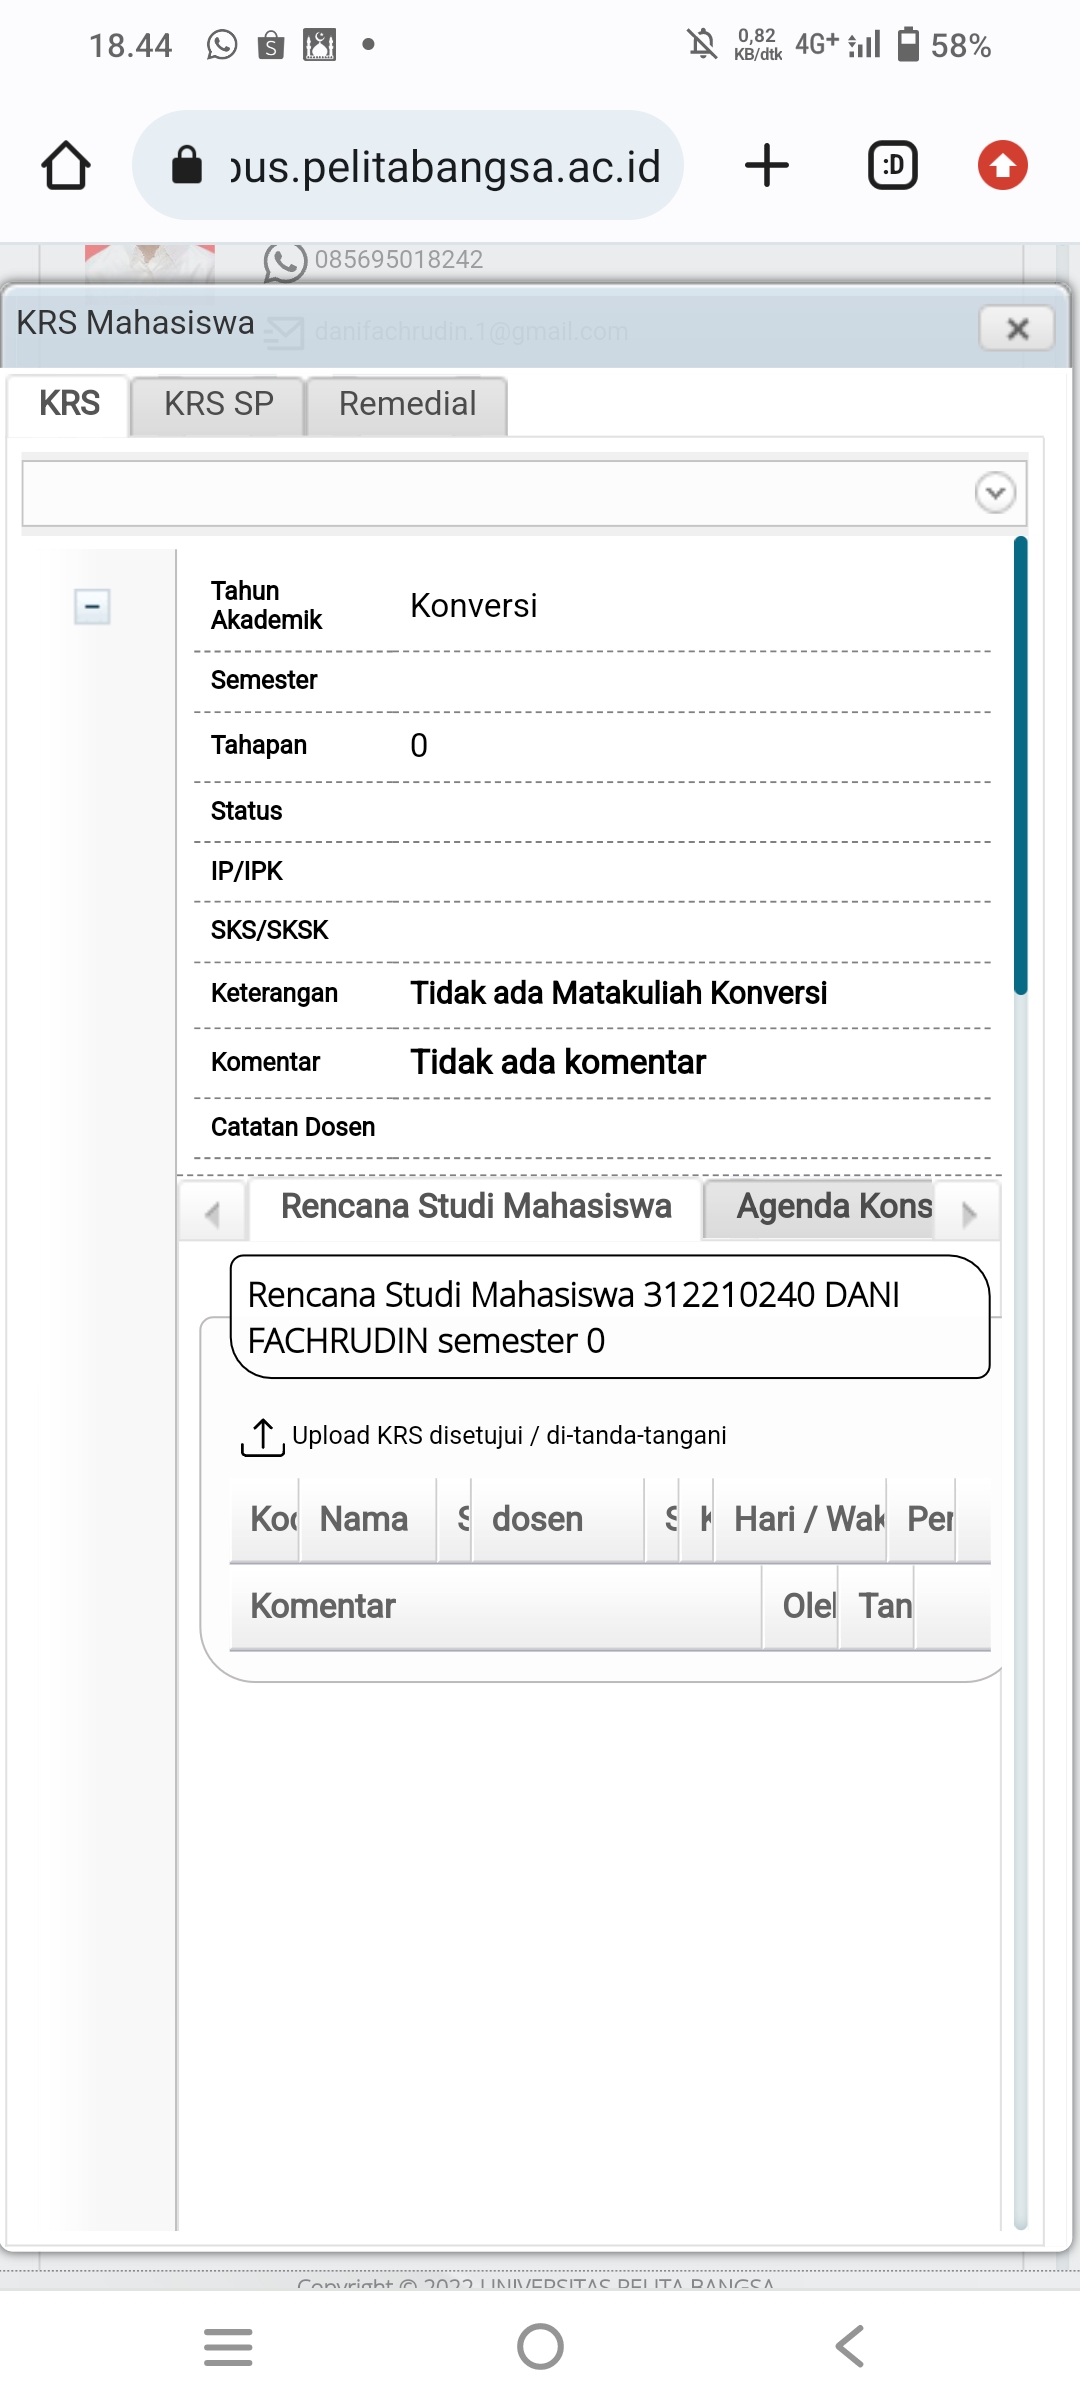 18.44
0,82
KB/dtk
4G+
58%
us.pelitabangsa.ac.id
:D
085695018242
KRS Mahasiswa
danifachrudin.1@gmail.com
KRS
KRS SP
Remedial
Tahun
Akademik
Konversi
Semester
Tahapan
0
Status
IP/IPK
SKS/SKSK
Keterangan
Tidak ada Matakuliah Konversi
Komentar
Tidak ada komentar
Catatan Dosen
Rencana Studi Mahasiswa
Agenda Kons
Rencana Studi Mahasiswa 312210240 DANI
FACHRUDIN semester 0
Upload KRS disetujui / di-tanda-tangani
Nama
dosen
Hari / Wak
Per
Komentar
Tan
Copyright © 2022 UNIVERSITAS PELITA BANGSA